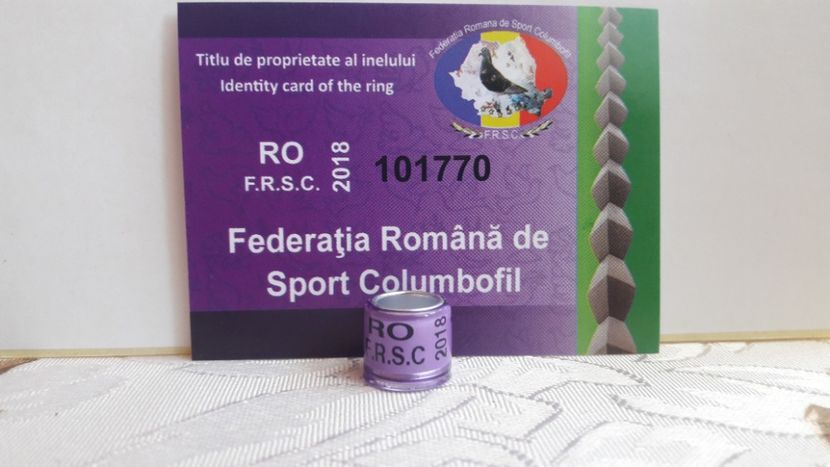 Federatia Romana de Sport Columbofil
F.R.S.C.
Titlu de proprietate al inelului
Identity card of the ring
RO
F.R.S.C.
2018
101770
Federaţia Română de
Sport Columbofil
RO
F.R.S.C
2018